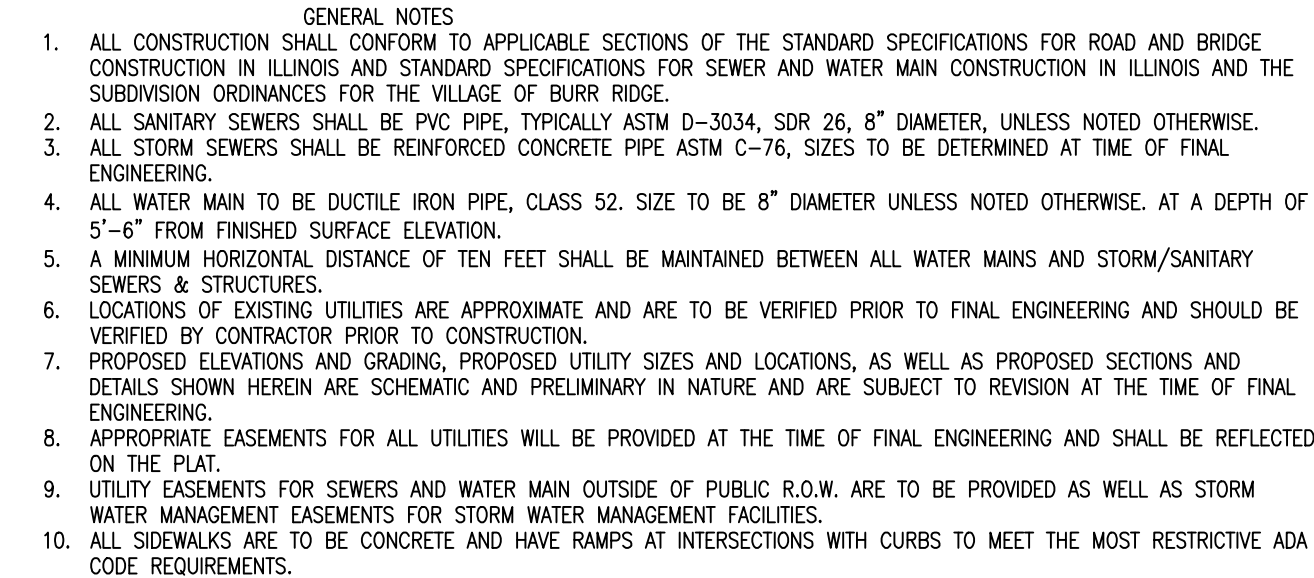 GENERAL NOTES
1. ALL CONSTRUCTION SHALL CONFORM TO APPLICABLE SECTIONS OF THE STANDARD SPECIFICATIONS FOR ROAD AND BRIDGE
CONSTRUCTION IN ILLINOIS AND STANDARD SPECIFICATIONS FOR SEWER AND WATER MAIN CONSTRUCTION IN ILLINOIS AND THE
SUBDIVISION ORDINANCES FOR THE VILLAGE OF BURR RIDGE.
2. ALL SANITARY SEWERS SHALL BE PVC PIPE, TYPICALLY ASTM D-3034, SDR 26, 8" DIAMETER, UNLESS NOTED OTHERWISE.
3. ALL STORM SEWERS SHALL BE REINFORCED CONCRETE PIPE ASTM C-76, SIZES TO BE DETERMINED AT TIME OF FINAL
ENGINEERING.
4. ALL WATER MAIN TO BE DUCTILE IRON PIPE, CLASS 52. SIZE TO BE 8" DIAMETER UNLESS NOTED OTHERWISE. AT A DEPTH OF
5'-6" FROM FINISHED SURFACE ELEVATION.
5. A MINIMUM HORIZONTAL DISTANCE OF TEN FEET SHALL BE MAINTAINED BETWEEN ALL WATER MAINS AND STORM/SANITARY
SEWERS & STRUCTURES.
6. LOCATIONS OF EXISTING UTILITIES ARE APPROXIMATE AND ARE TO BE VERIFIED PRIOR TO FINAL ENGINEERING AND SHOULD BE
VERIFIED BY CONTRACTOR PRIOR TO CONSTRUCTION.
7. PROPOSED ELEVATIONS AND GRADING, PROPOSED UTILITY SIZES AND LOCATIONS, AS WELL AS PROPOSED SECTIONS AND
DETAILS SHOWN HEREIN ARE SCHEMATIC AND PRELIMINARY IN NATURE AND ARE SUBJECT TO REVISION AT THE TIME OF FINAL
ENGINEERING.
8. APPROPRIATE EASEMENTS FOR ALL UTILITIES WILL BE PROVIDED AT THE TIME OF FINAL ENGINEERING AND SHALL BE REFLECTED
ON THE PLAT.
9. UTILITY EASEMENTS FOR SEWERS AND WATER MAIN OUTSIDE OF PUBLIC R.O.W. ARE TO BE PROVIDED AS WELL AS STORM
WATER MANAGEMENT EASEMENTS FOR STORM WATER MANAGEMENT FACILITIES.
10. ALL SIDEWALKS ARE TO BE CONCRETE AND HAVE RAMPS AT INTERSECTIONS WITH CURBS TO MEET THE MOST RESTRICTIVE ADA
CODE REQUIREMENTS.